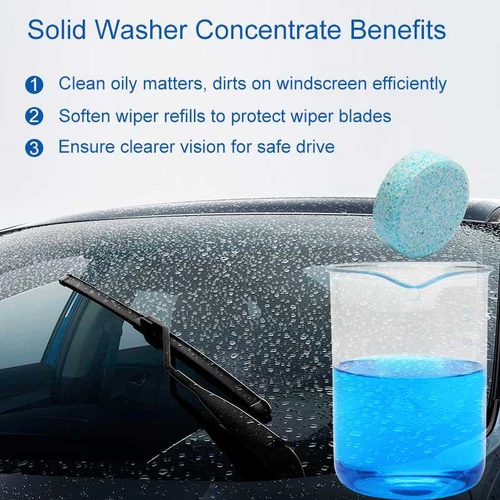 Solid Washer Concentrate Benefits
1 Clean oily matters, dirts on windscreen efficiently
2 Soften wiper refills to protect wiper blades
3 Ensure clearer vision for safe drive